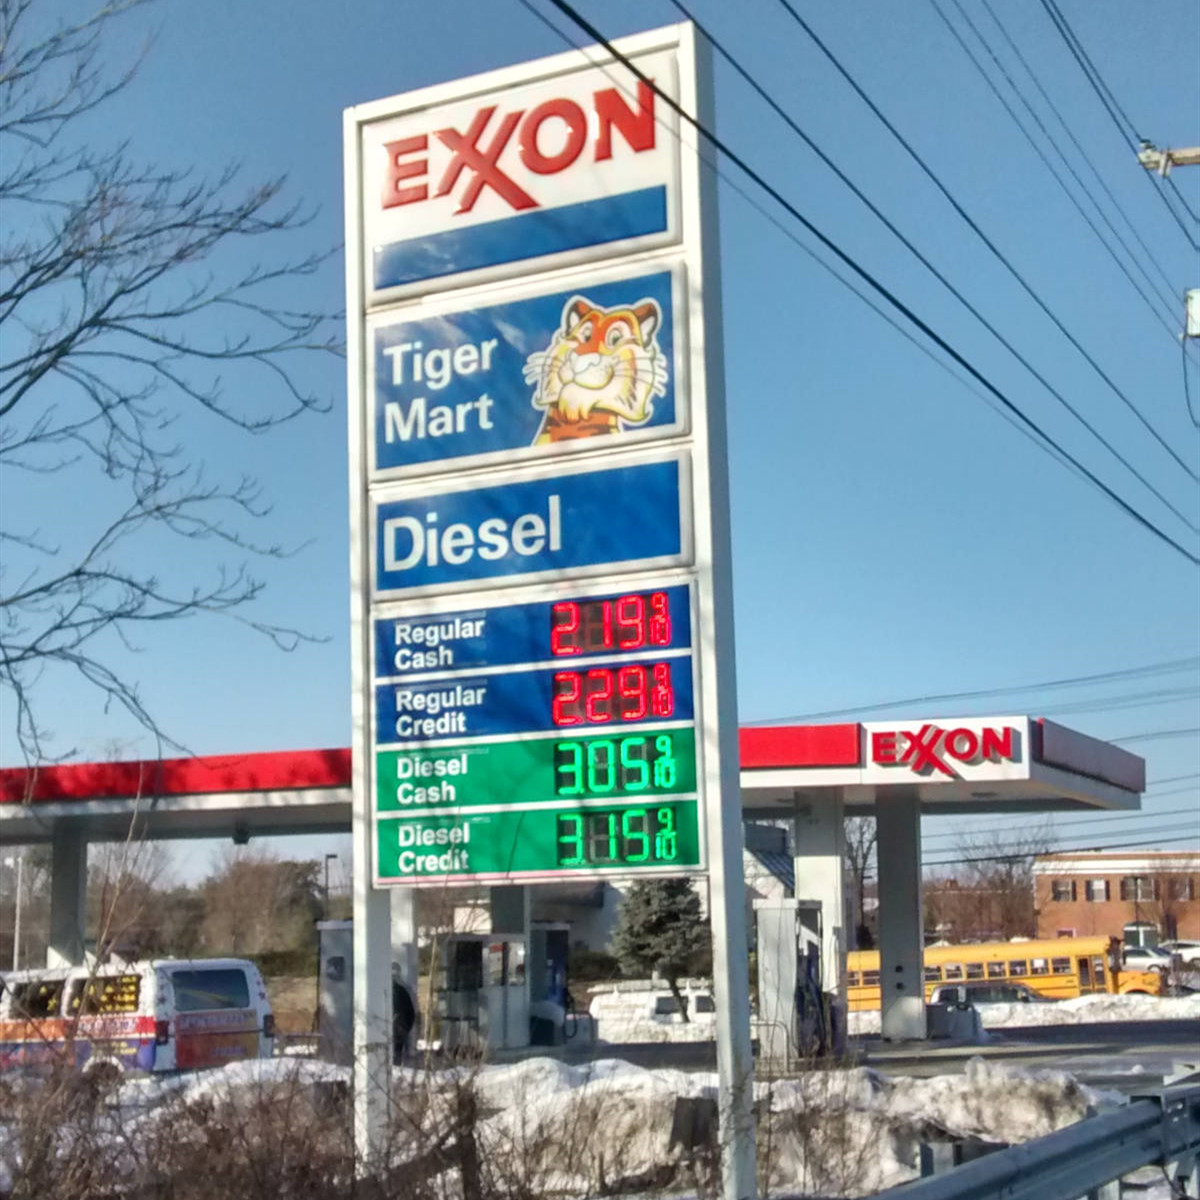 EXXON
Tiger
Mart
Diesel
Regular
Cash
2.19 9/10
Regular
Credit
2.29 9/10
Diesel
Cash
3.05 9/10
Diesel
Credit
3.15 9/10
EXXON